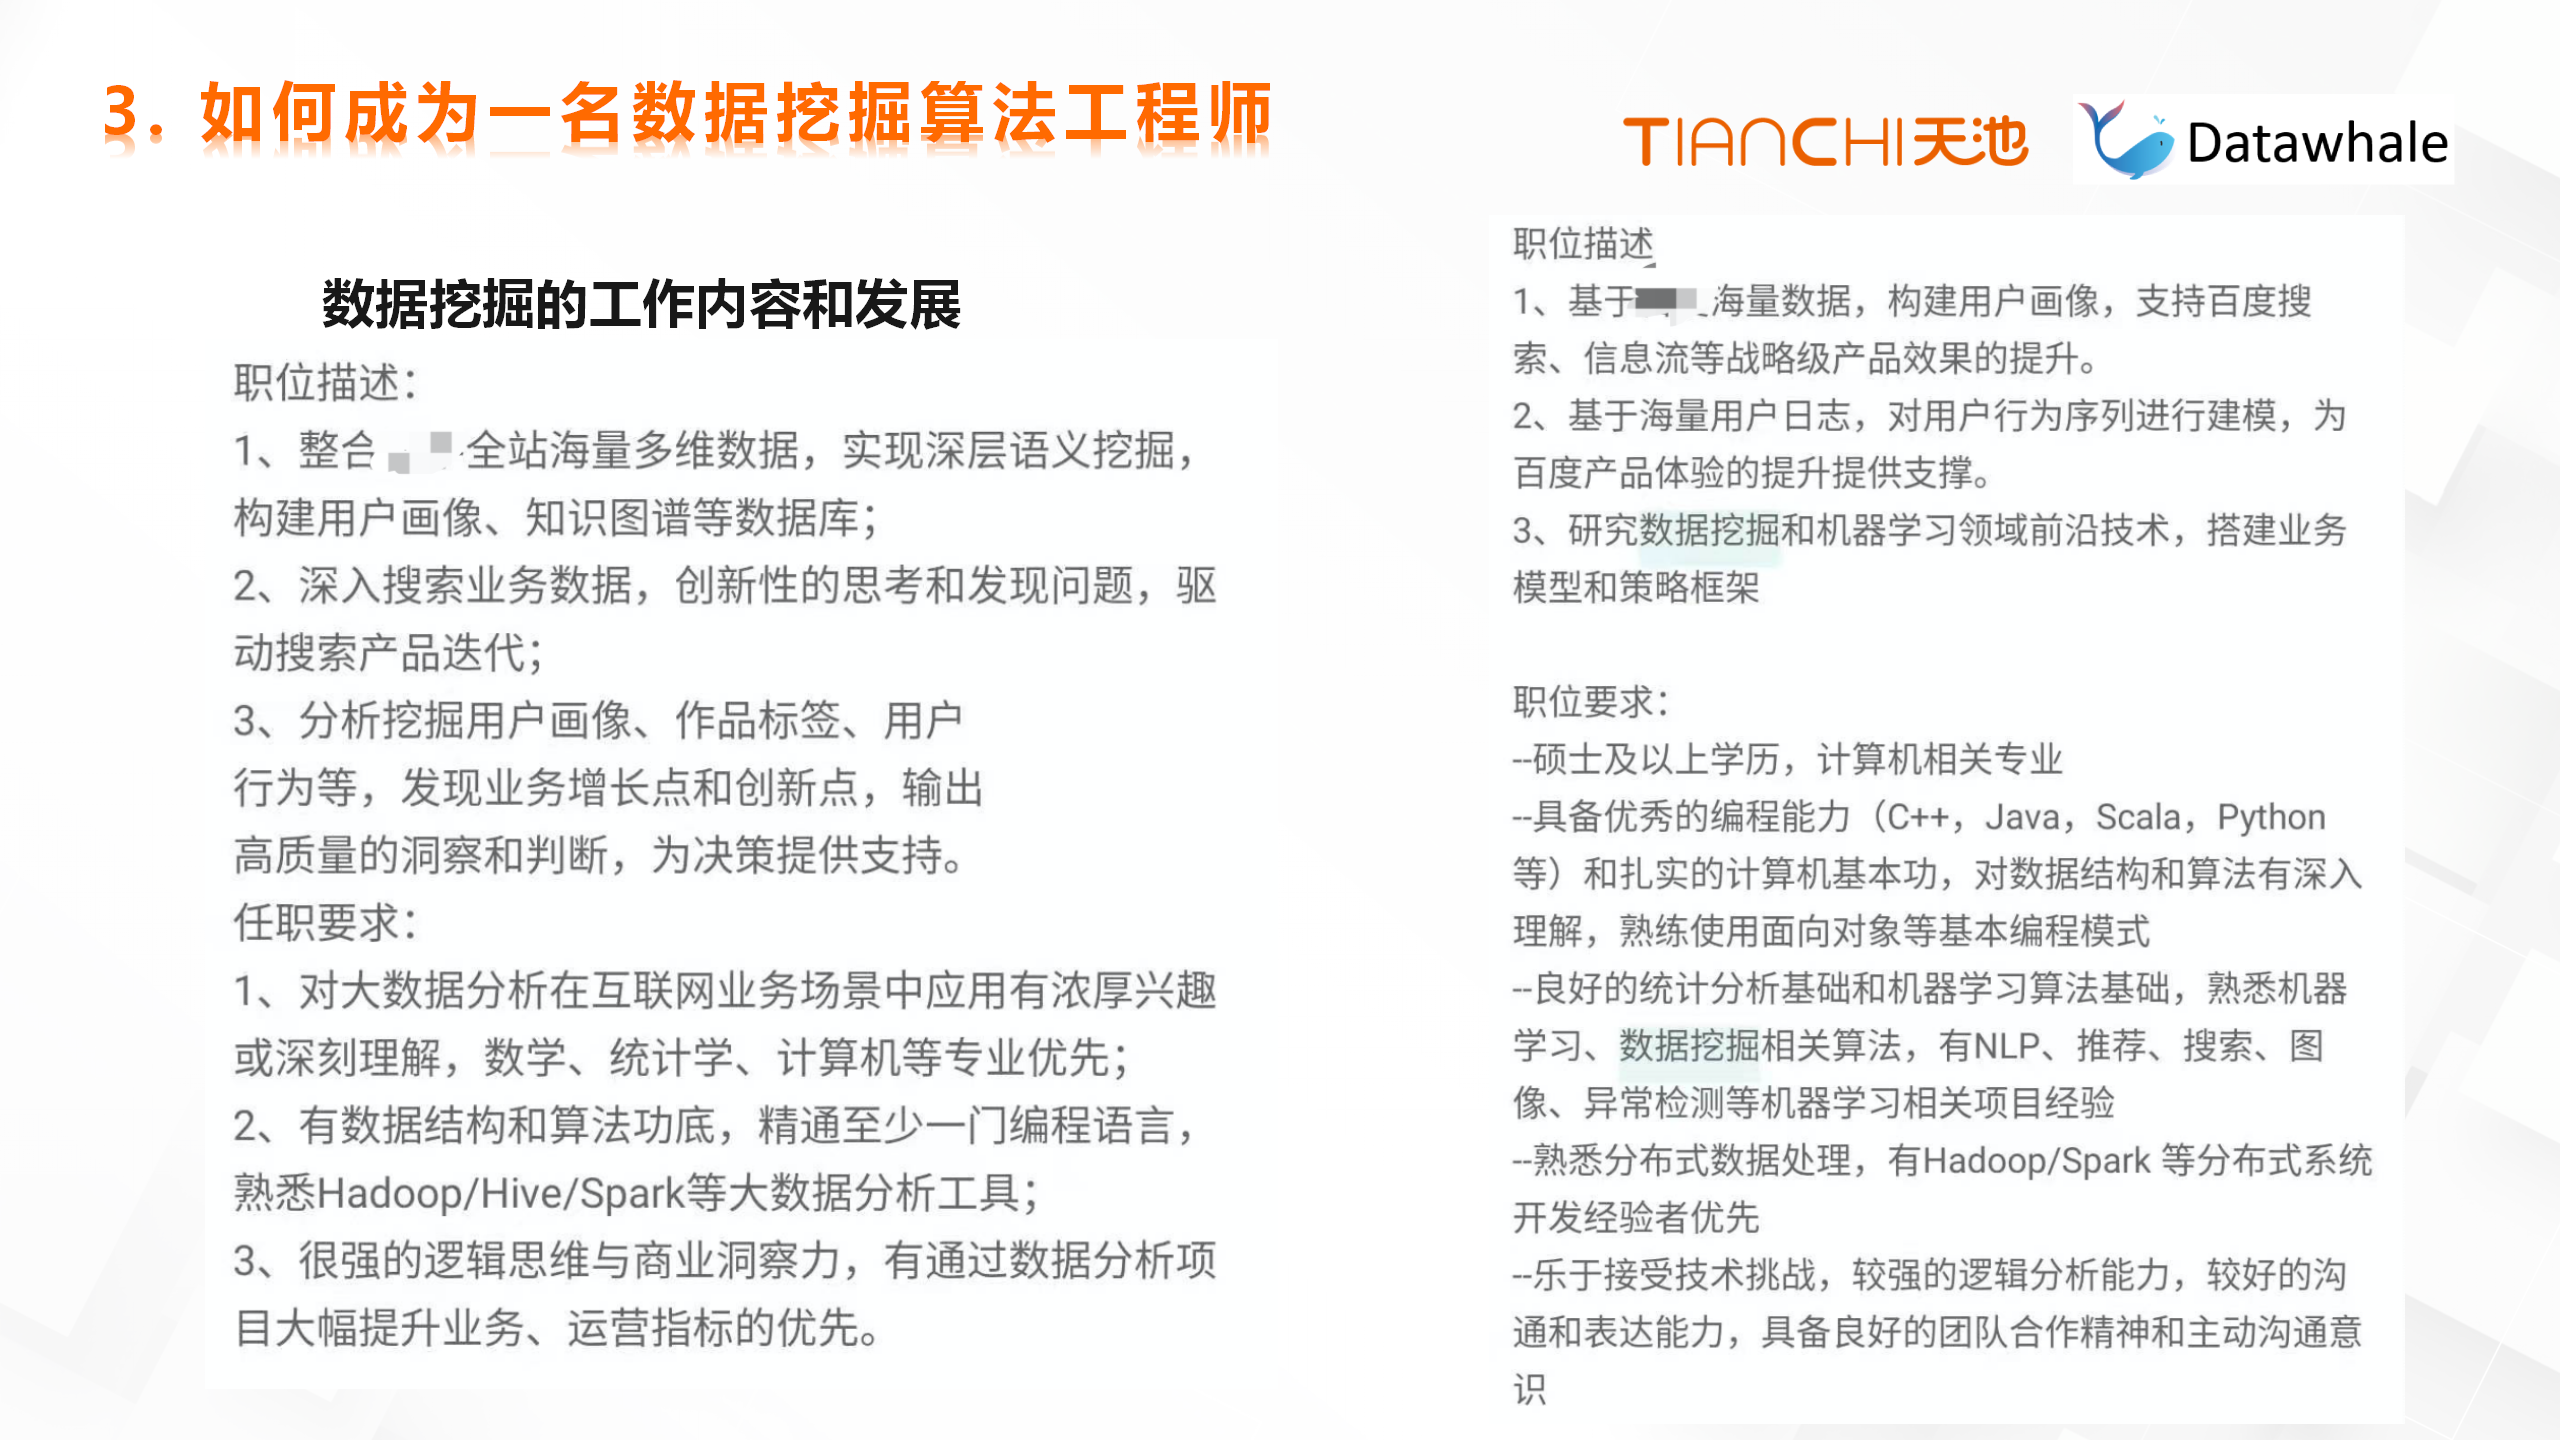 3. 如何成为一名数据挖掘算法工程师
TIANCHI天池
Datawhale
数据挖掘的工作内容和发展
职位描述：
1、整合 全站海量多维数据，实现深层语义挖掘，
构建用户画像、知识图谱等数据库；
2、深入搜索业务数据，创新性的思考和发现问题，驱
动搜索产品迭代；
3、分析挖掘用户画像、作品标签、用户
行为等，发现业务增长点和创新点，输出
高质量的洞察和判断，为决策提供支持。
任职要求：
1、对大数据分析在互联网业务场景中应用有浓厚兴趣
或深刻理解，数学、统计学、计算机等专业优先；
2、有数据结构和算法功底，精通至少一门编程语言，
熟悉Hadoop/Hive/Spark等大数据分析工具；
3、很强的逻辑思维与商业洞察力，有通过数据分析项
目大幅提升业务、运营指标的优先。
职位描述
1、基于 海量数据，构建用户画像，支持百度搜
索、信息流等战略级产品效果的提升。
2、基于海量用户日志，对用户行为序列进行建模，为
百度产品体验的提升提供支撑。
3、研究数据挖掘和机器学习领域前沿技术，搭建业务
模型和策略框架
职位要求：
--硕士及以上学历，计算机相关专业
--具备优秀的编程能力（C++，Java，Scala，Python
等）和扎实的计算机基本功，对数据结构和算法有深入
理解，熟练使用面向对象等基本编程模式
--良好的统计分析基础和机器学习算法基础，熟悉机器
学习、数据挖掘相关算法，有NLP、推荐、搜索、图
像、异常检测等机器学习相关项目经验
--熟悉分布式数据处理，有Hadoop/Spark 等分布式系统
开发经验者优先
--乐于接受技术挑战，较强的逻辑分析能力，较好的沟
通和表达能力，具备良好的团队合作精神和主动沟通意
识